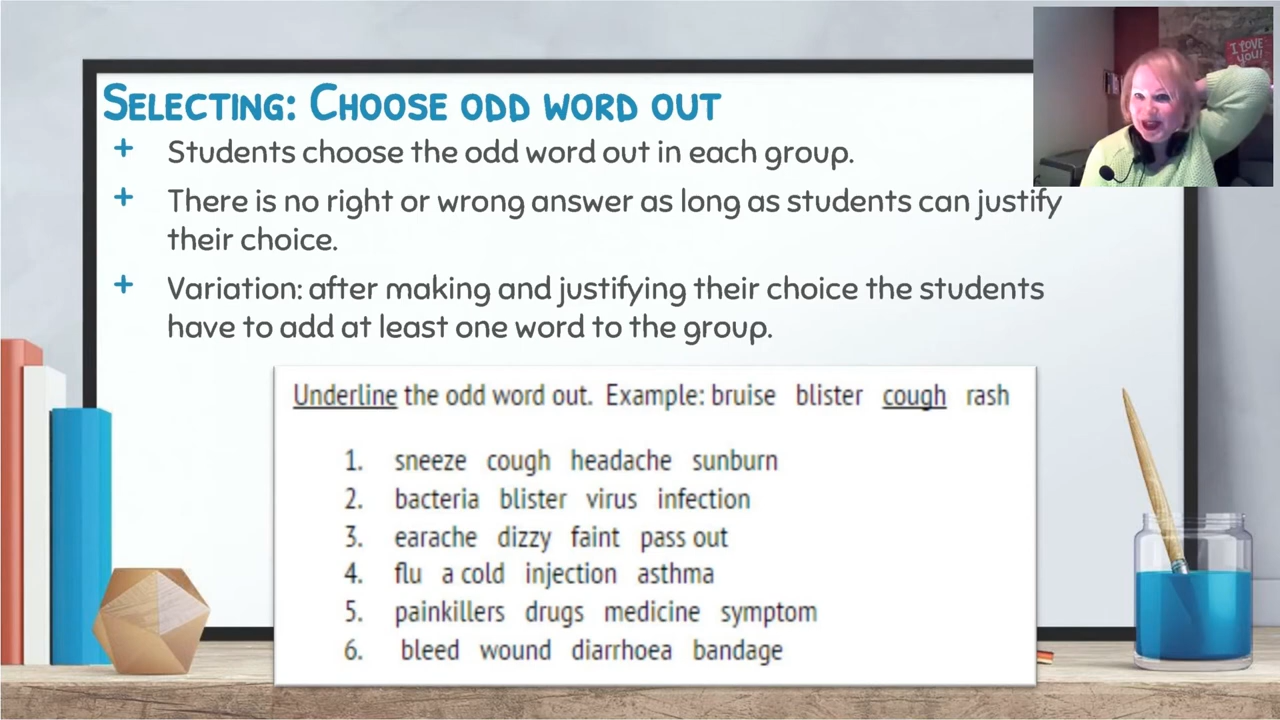 SELECTING: CHOOSE ODD WORD OUT
+ Students choose the odd word out in each group.
+ There is no right or wrong answer as long as students can justify
their choice.
+ Variation: after making and justifying their choice the students
have to add at least one word to the group.
Underline the odd word out. Example: bruise blister cough rash
1. sneeze cough headache sunburn
2. bacteria blister virus infection
3. earache dizzy faint pass out
4. flu a cold injection asthma
5. painkillers drugs medicine symptom
6. bleed wound diarrhoea bandage
I LOVE
YOU!